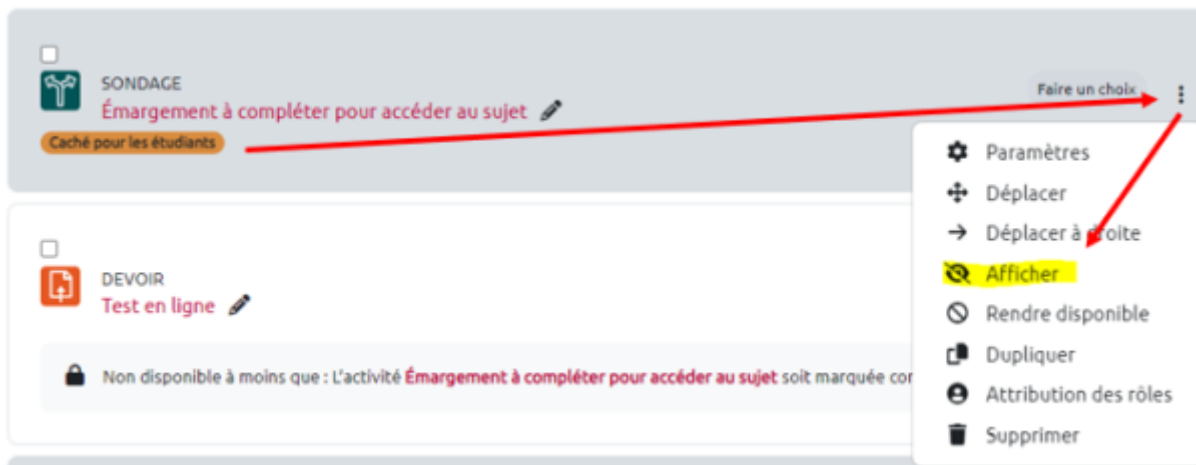 SONDAGE
Émargement à compléter pour accéder au sujet
Faire un choix
Caché pour les étudiants
Paramètres
Déplacer
Déplacer à droite
Afficher
Rendre disponible
Dupliquer
Attribution des rôles
Supprimer
DEVOIR
Test en ligne
Non disponible à moins que : L'activité Émargement à compléter pour accéder au sujet soit marquée